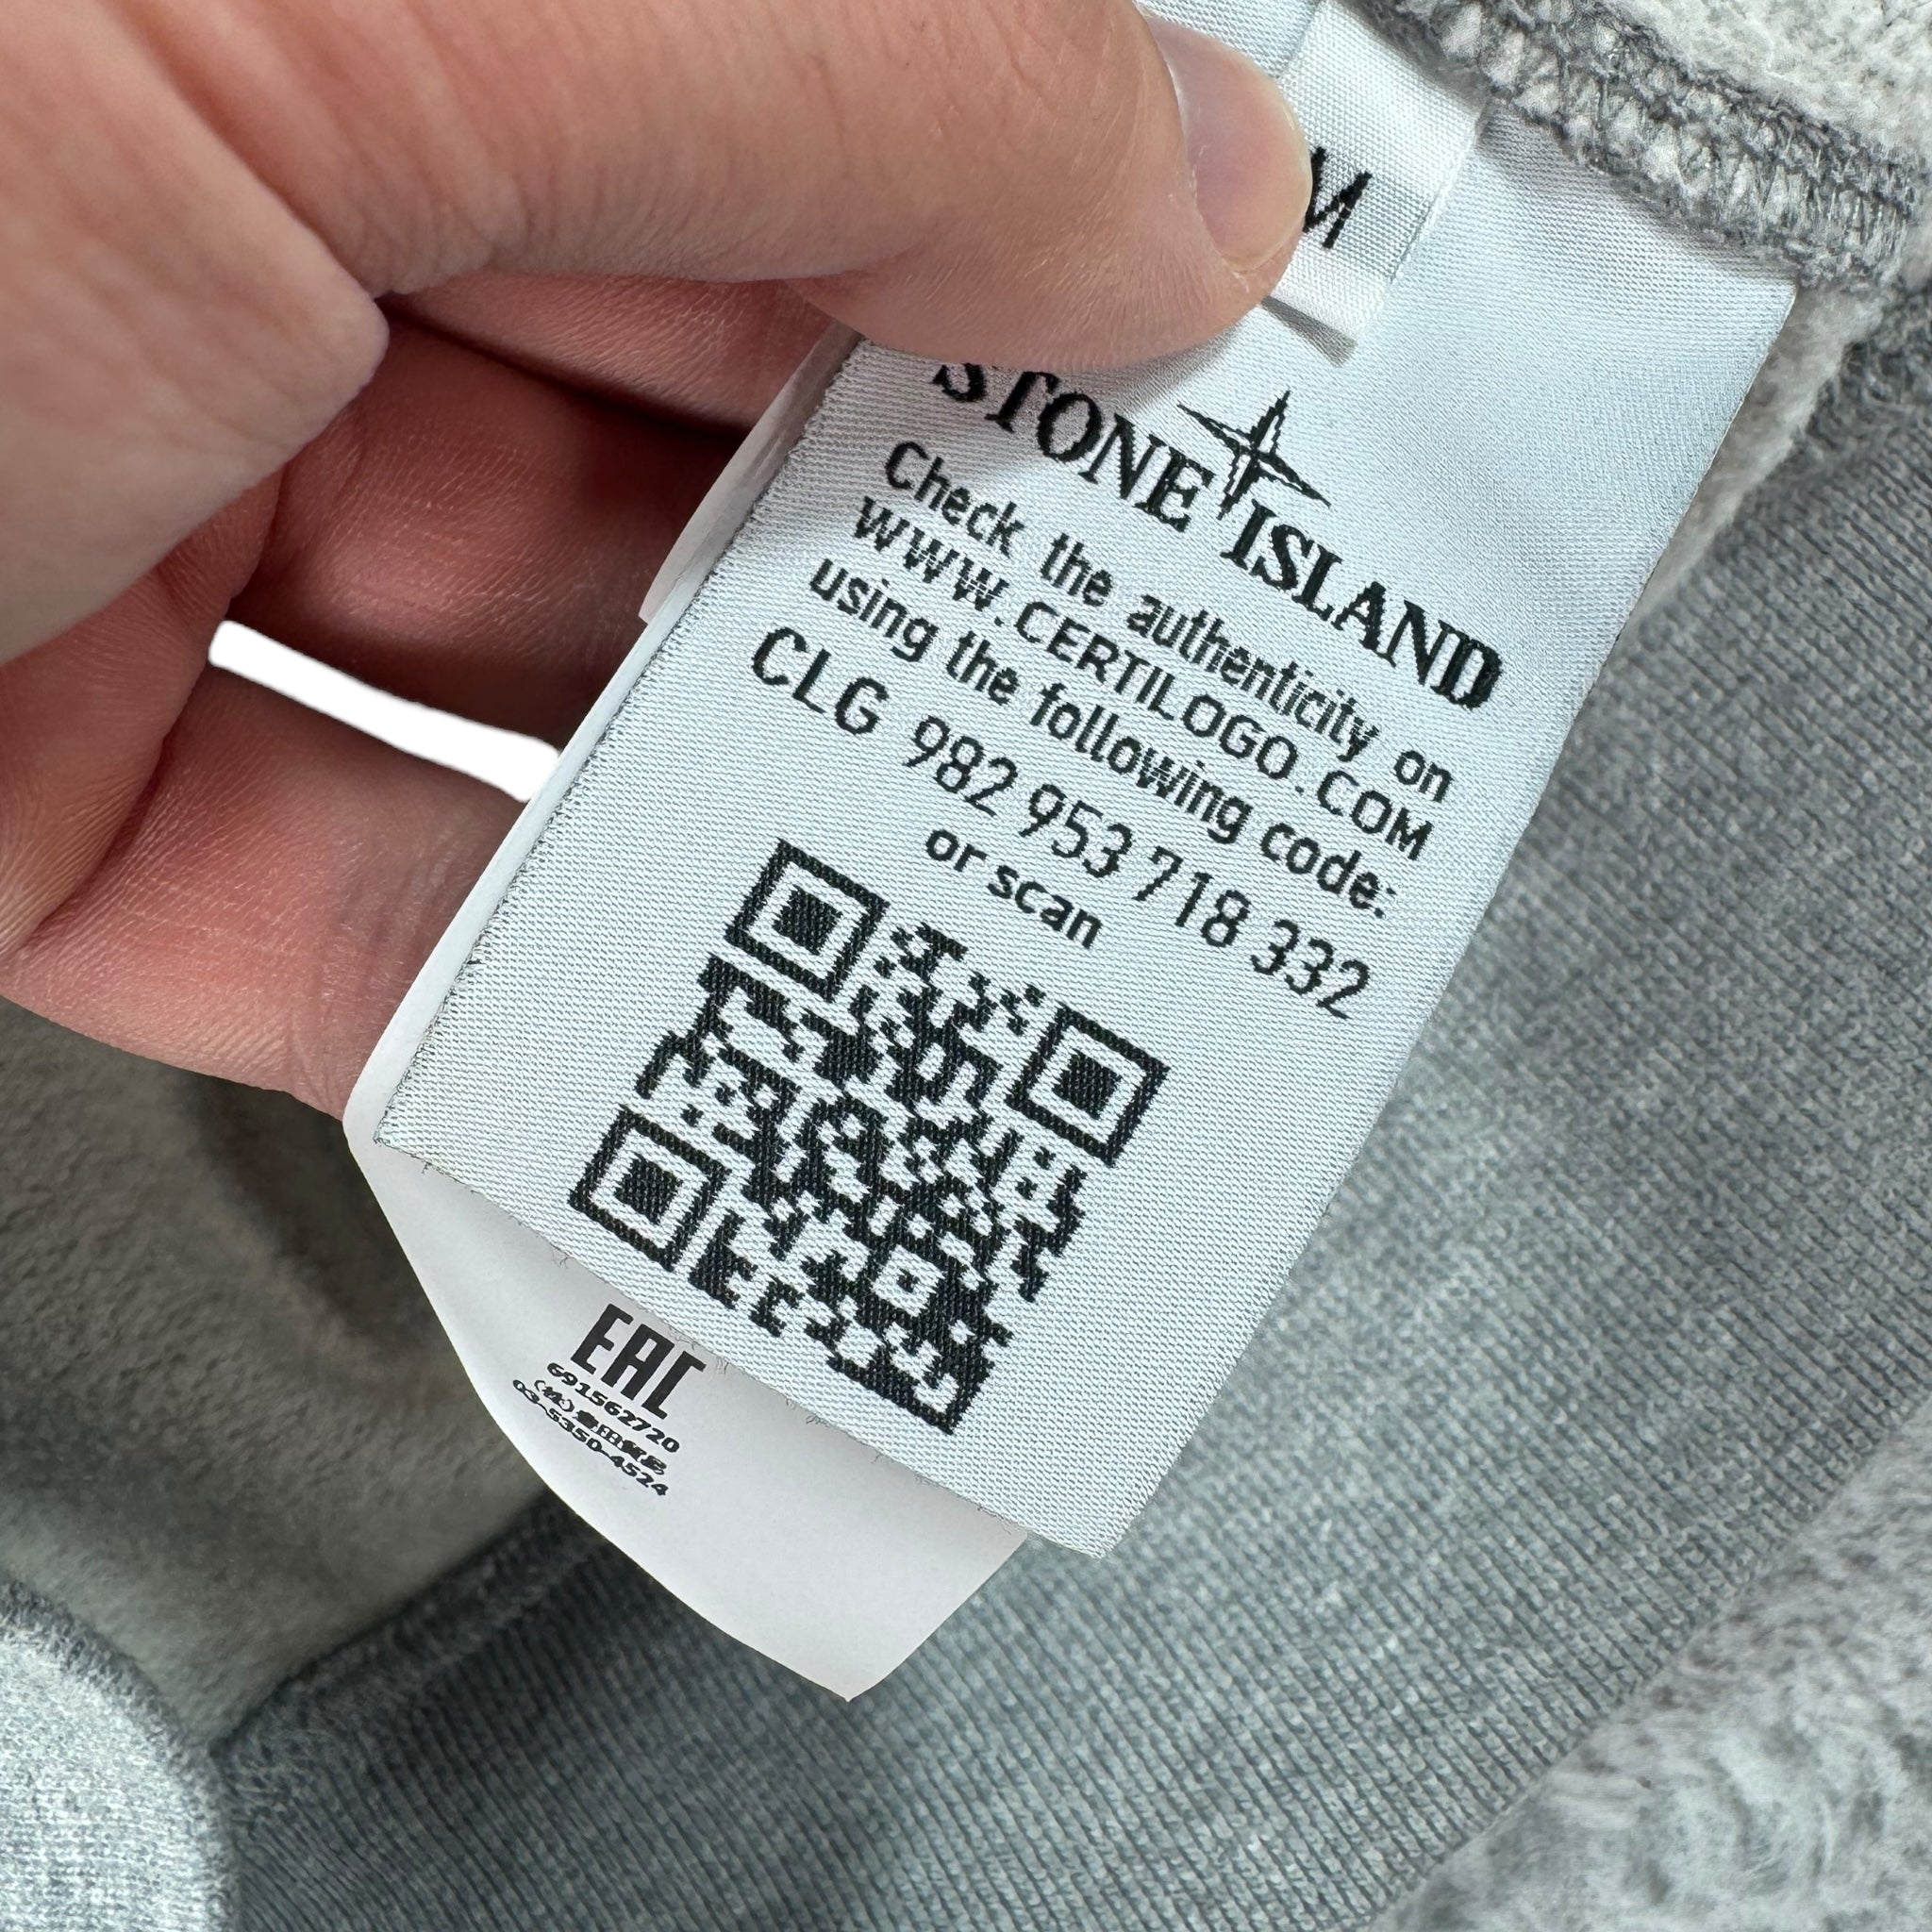 M
STONE ISLAND
Check the authenticity on
WWW.CERTILOGO.COM
using the following code:
CLG 982 953 718 332
or scan
EAC
691562720
03-5350-4524